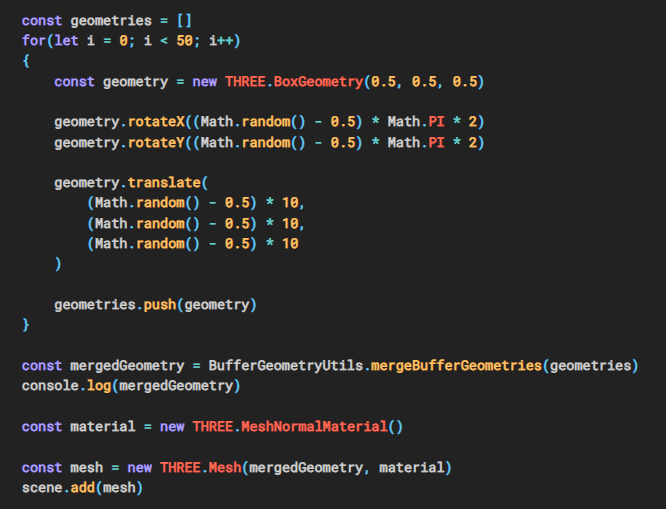 const geometries = []
for(let i = 0; i < 50; i++)
{
    const geometry = new THREE.BoxGeometry(0.5, 0.5, 0.5)

    geometry.rotateX((Math.random() - 0.5) * Math.PI * 2)
    geometry.rotateY((Math.random() - 0.5) * Math.PI * 2)

    geometry.translate(
        (Math.random() - 0.5) * 10,
        (Math.random() - 0.5) * 10,
        (Math.random() - 0.5) * 10
    )

    geometries.push(geometry)
}

const mergedGeometry = BufferGeometryUtils.mergeBufferGeometries(geometries)
console.log(mergedGeometry)

const material = new THREE.MeshNormalMaterial()

const mesh = new THREE.Mesh(mergedGeometry, material)
scene.add(mesh)